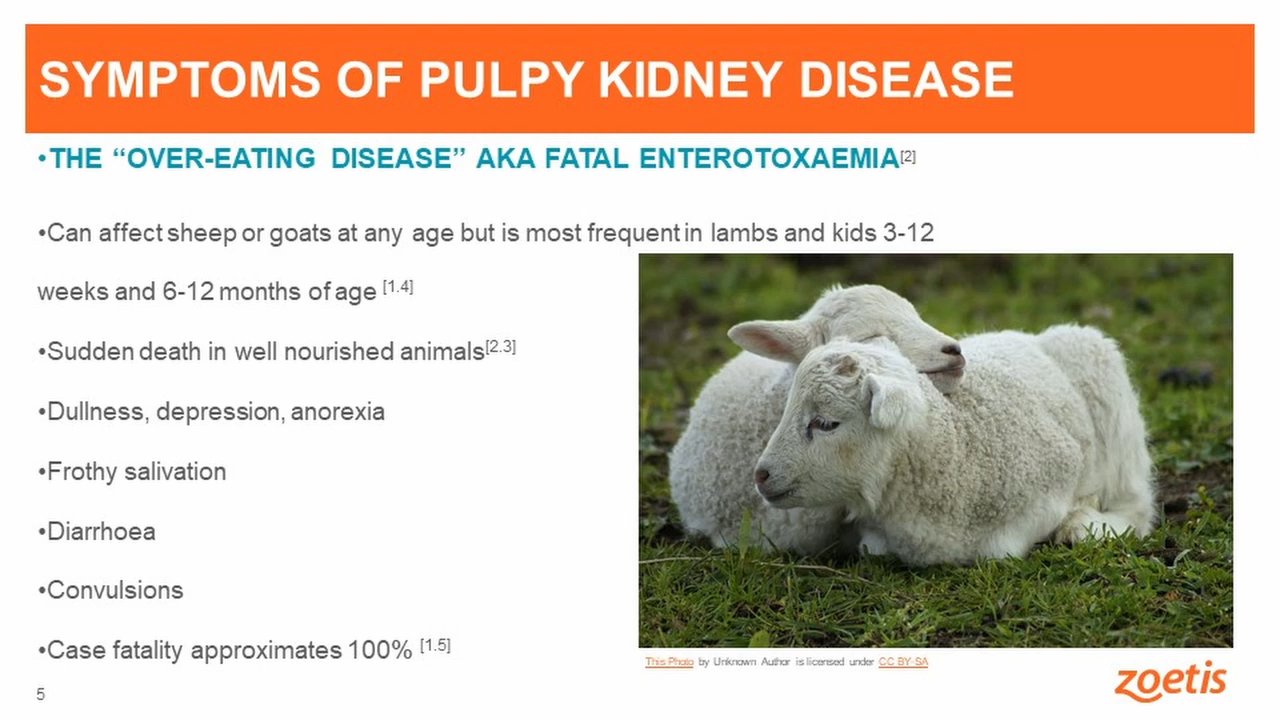 SYMPTOMS OF PULPY KIDNEY DISEASE
•THE “OVER-EATING DISEASE” AKA FATAL ENTEROTOXAEMIA[2]
•Can affect sheep or goats at any age but is most frequent in lambs and kids 3-12
weeks and 6-12 months of age [1.4]
•Sudden death in well nourished animals[2.3]
•Dullness, depression, anorexia
•Frothy salivation
•Diarrhoea
•Convulsions
•Case fatality approximates 100% [1.5]
This Photo by Unknown Author is licensed under CC BY-SA
5
zoetis